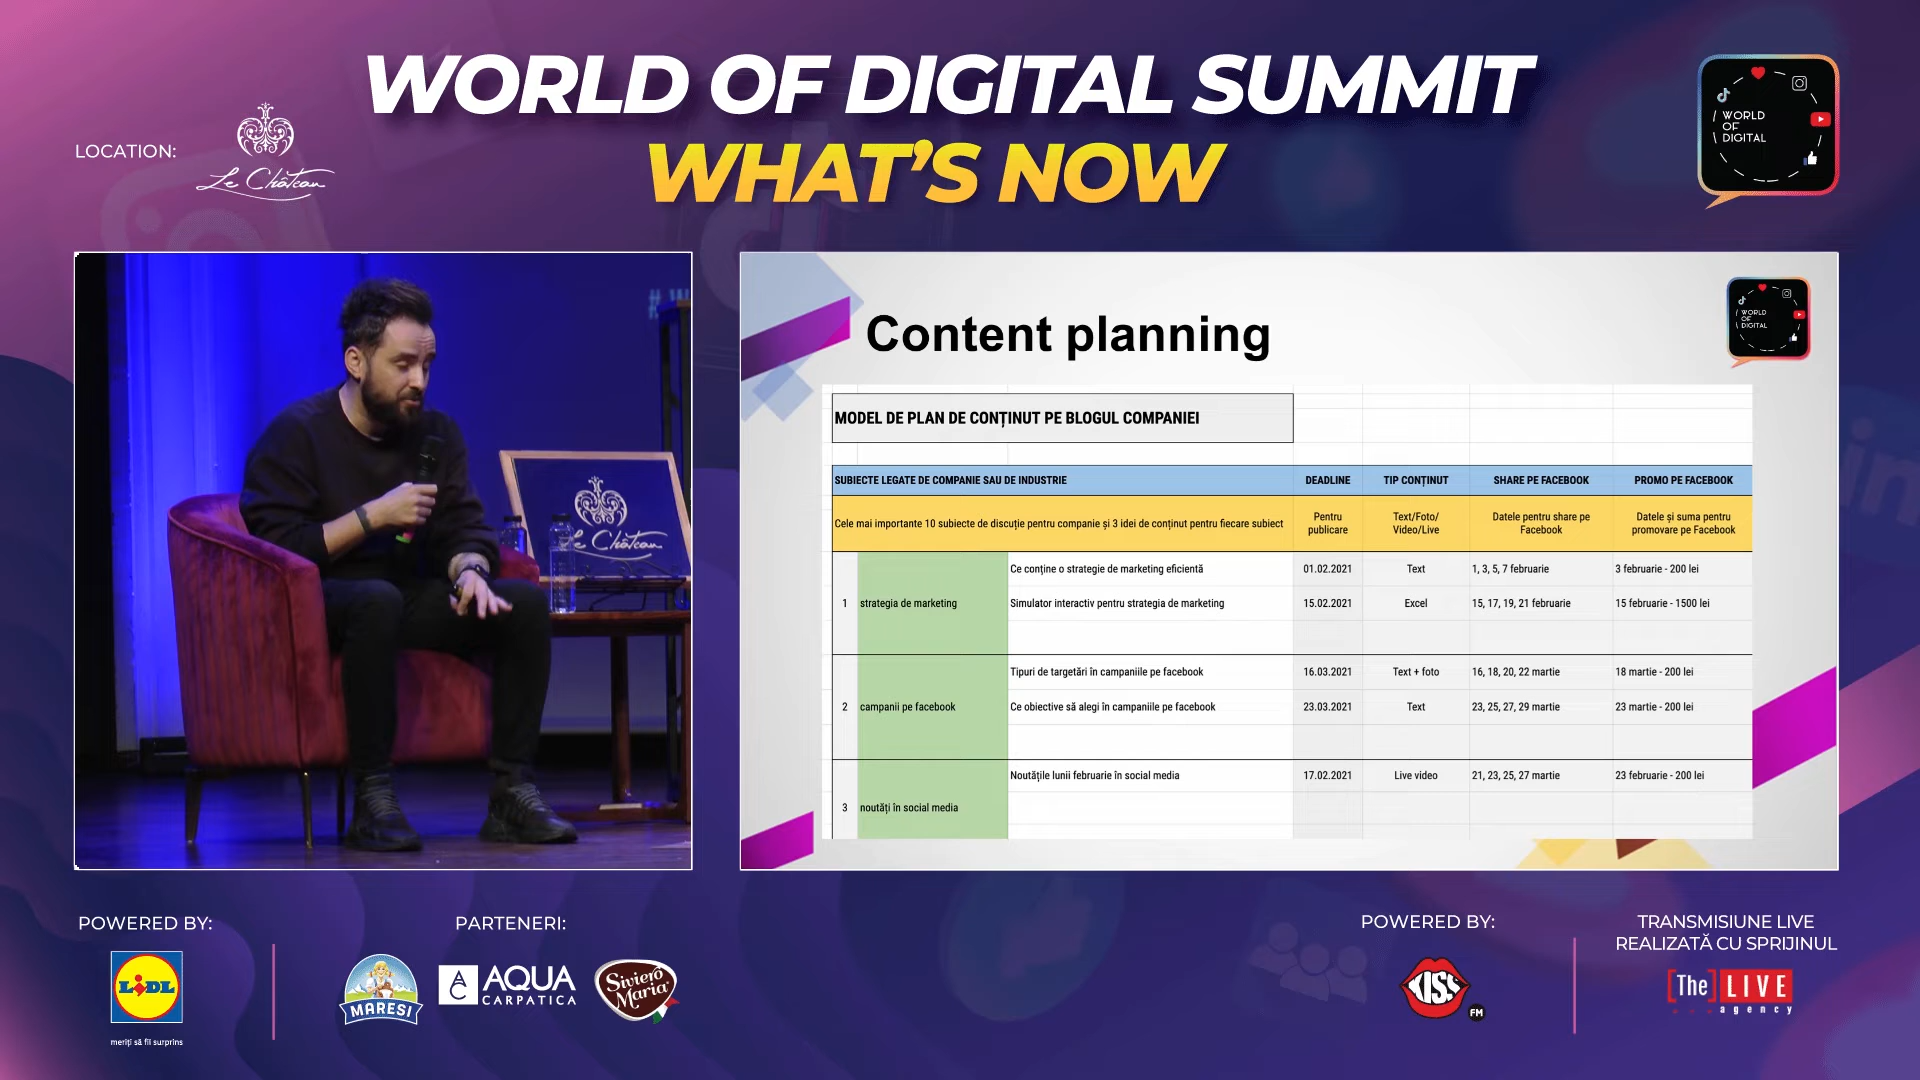 WORLD OF DIGITAL SUMMIT
WHAT'S NOW
LOCATION:
Le Château
WORLD
OF
DIGITAL
Le Château
Content planning
WORLD
OF
DIGITAL
MODEL DE PLAN DE CONȚINUT PE BLOGUL COMPANIEI
SUBIECTE LEGATE DE COMPANIE SAU DE INDUSTRIE DEADLINE TIP CONȚINUT SHARE PE FACEBOOK PROMO PE FACEBOOK
Cele mai importante 10 subiecte de discuție pentru companie și 3 idei de conținut pentru fiecare subiect Pentru publicare Text/Foto/ Video/Live Datele pentru share pe Facebook Datele și suma pentru promovare pe Facebook
Ce conține o strategie de marketing eficientă 01.02.2021 Text 1, 3, 5, 7 februarie 3 februarie - 200 lei
1 strategia de marketing Simulator interactiv pentru strategia de marketing 15.02.2021 Excel 15, 17, 19, 21 februarie 15 februarie - 1500 lei
Tipuri de targetări în campaniile pe facebook 16.03.2021 Text + foto 16, 18, 20, 22 martie 18 martie - 200 lei
2 campanii pe facebook Ce obiective să alegi în campaniile pe facebook 23.03.2021 Text 23, 25, 27, 29 martie 23 martie - 200 lei
Noutățile lunii februarie în social media 17.02.2021 Live video 21, 23, 25, 27 martie 23 februarie - 200 lei
3 noutăți în social media
POWERED BY:
LIDL
meriți să fii surprins
PARTENERI:
MARESI
AC AQUA
CARPATICA
Siviero
Maria
POWERED BY:
KISS
FM
TRANSMISIUNE LIVE
REALIZATĂ CU SPRIJINUL
[The] LIVE
agency